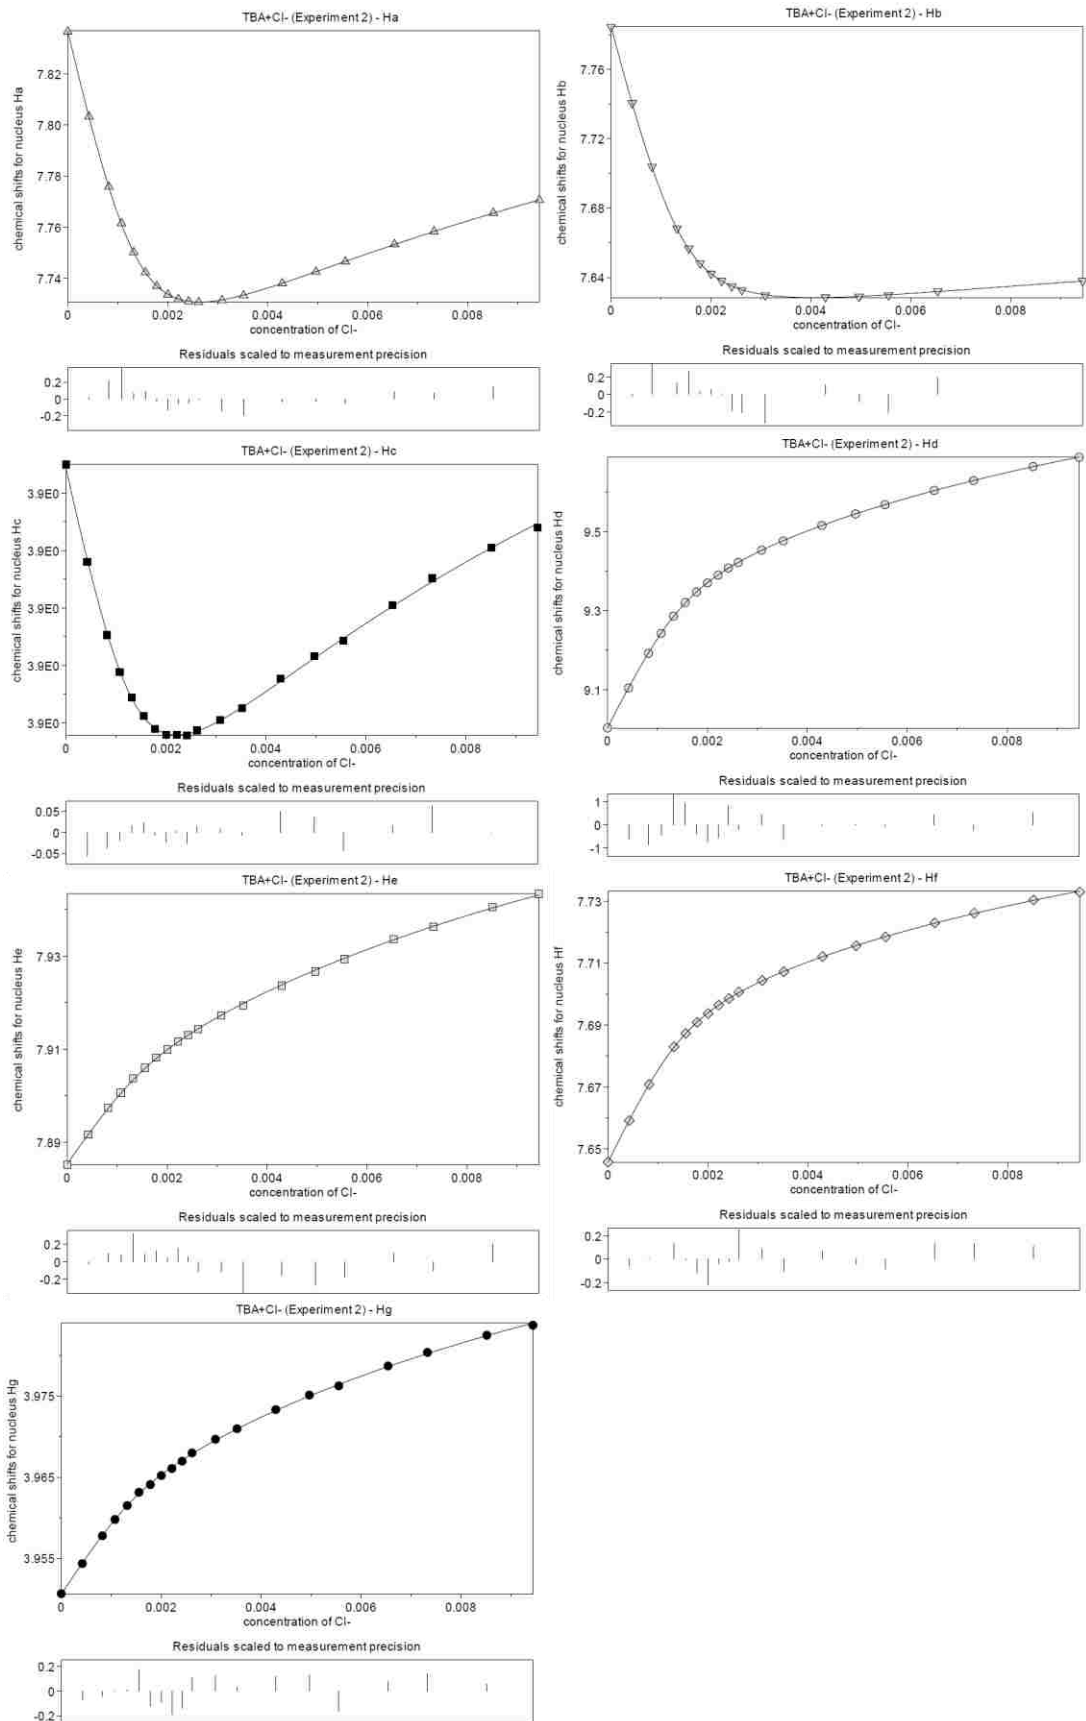 TBA+Cl- (Experiment 2) - Ha
chemical shifts for nucleus Ha
7.82
7.80
7.78
7.76
7.74
0 0.002 0.004 0.006 0.008
concentration of Cl-
Residuals scaled to measurement precision
0.2
0
-0.2
TBA+Cl- (Experiment 2) - Hb
chemical shifts for nucleus Hb
7.76
7.72
7.68
7.64
0 0.002 0.004 0.006 0.008
concentration of Cl-
Residuals scaled to measurement precision
0.2
0
-0.2
TBA+Cl- (Experiment 2) - Hc
chemical shifts for nucleus Hc
3.9E0
3.9E0
3.9E0
3.9E0
3.9E0
0 0.002 0.004 0.006 0.008
concentration of Cl-
Residuals scaled to measurement precision
0.05
0
-0.05
TBA+Cl- (Experiment 2) - Hd
chemical shifts for nucleus Hd
9.5
9.3
9.1
0 0.002 0.004 0.006 0.008
concentration of Cl-
Residuals scaled to measurement precision
1
0
-1
TBA+Cl- (Experiment 2) - He
chemical shifts for nucleus He
7.93
7.91
7.89
0 0.002 0.004 0.006 0.008
concentration of Cl-
Residuals scaled to measurement precision
0.2
0
-0.2
TBA+Cl- (Experiment 2) - Hf
chemical shifts for nucleus Hf
7.73
7.71
7.69
7.67
7.65
0 0.002 0.004 0.006 0.008
concentration of Cl-
Residuals scaled to measurement precision
0.2
0
-0.2
TBA+Cl- (Experiment 2) - Hg
chemical shifts for nucleus Hg
3.975
3.965
3.955
0 0.002 0.004 0.006 0.008
concentration of Cl-
Residuals scaled to measurement precision
0.2
0
-0.2